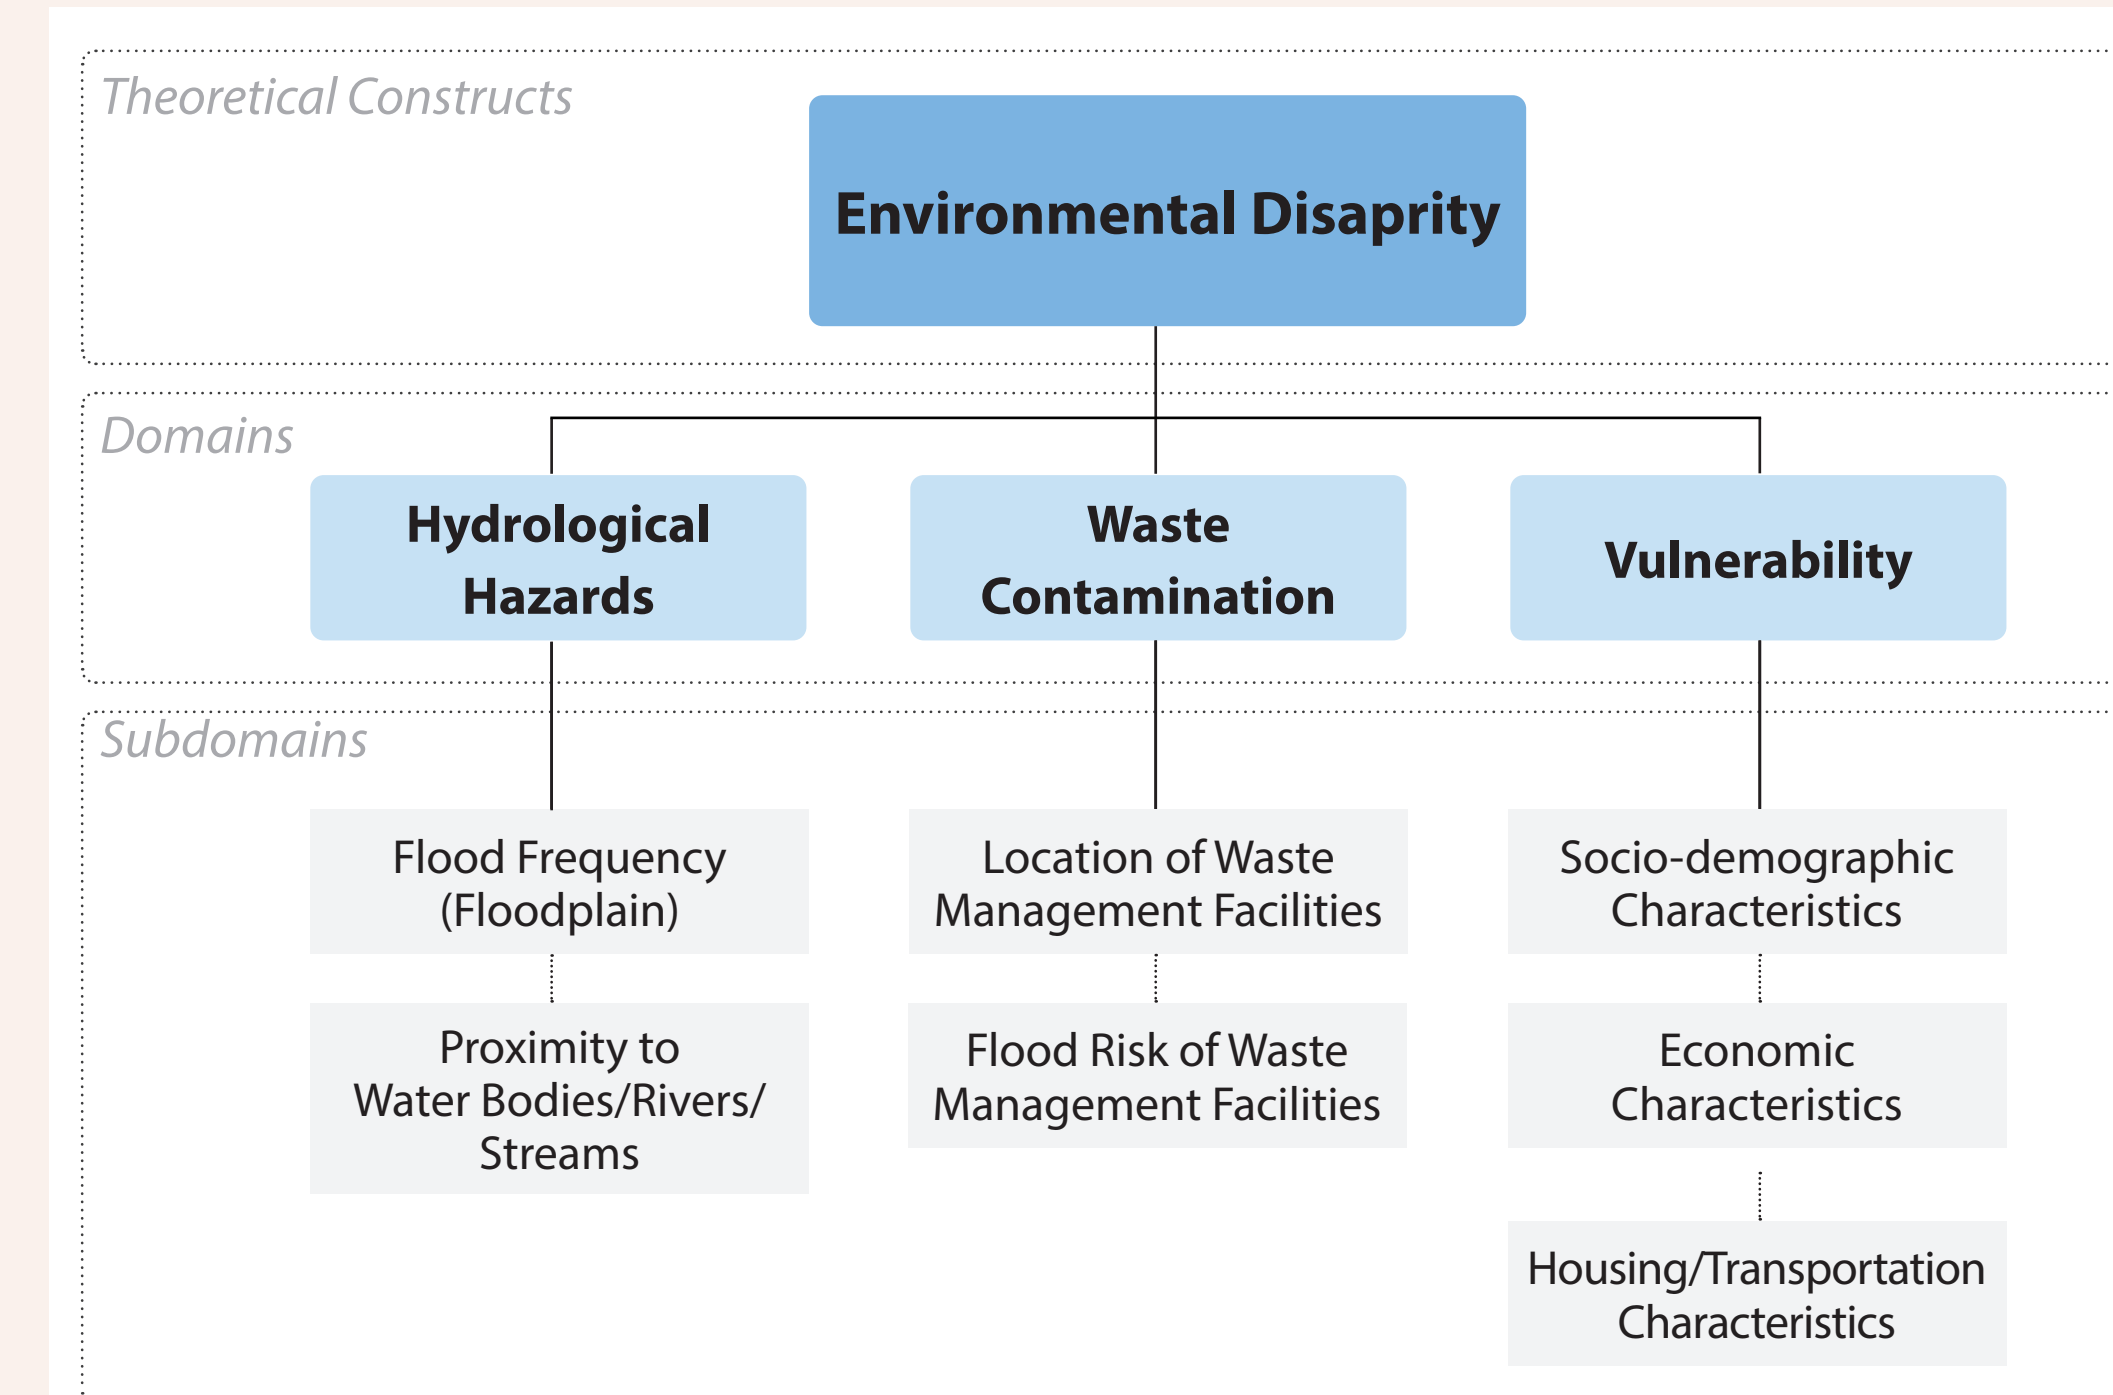 Theoretical Constructs
Environmental Disaprity
Domains
Hydrological
Hazards
Waste
Contamination
Vulnerability
Subdomains
Flood Frequency
(Floodplain)
Location of Waste
Management Facilities
Socio-demographic
Characteristics
Proximity to
Water Bodies/Rivers/
Streams
Flood Risk of Waste
Management Facilities
Economic
Characteristics
Housing/Transportation
Characteristics